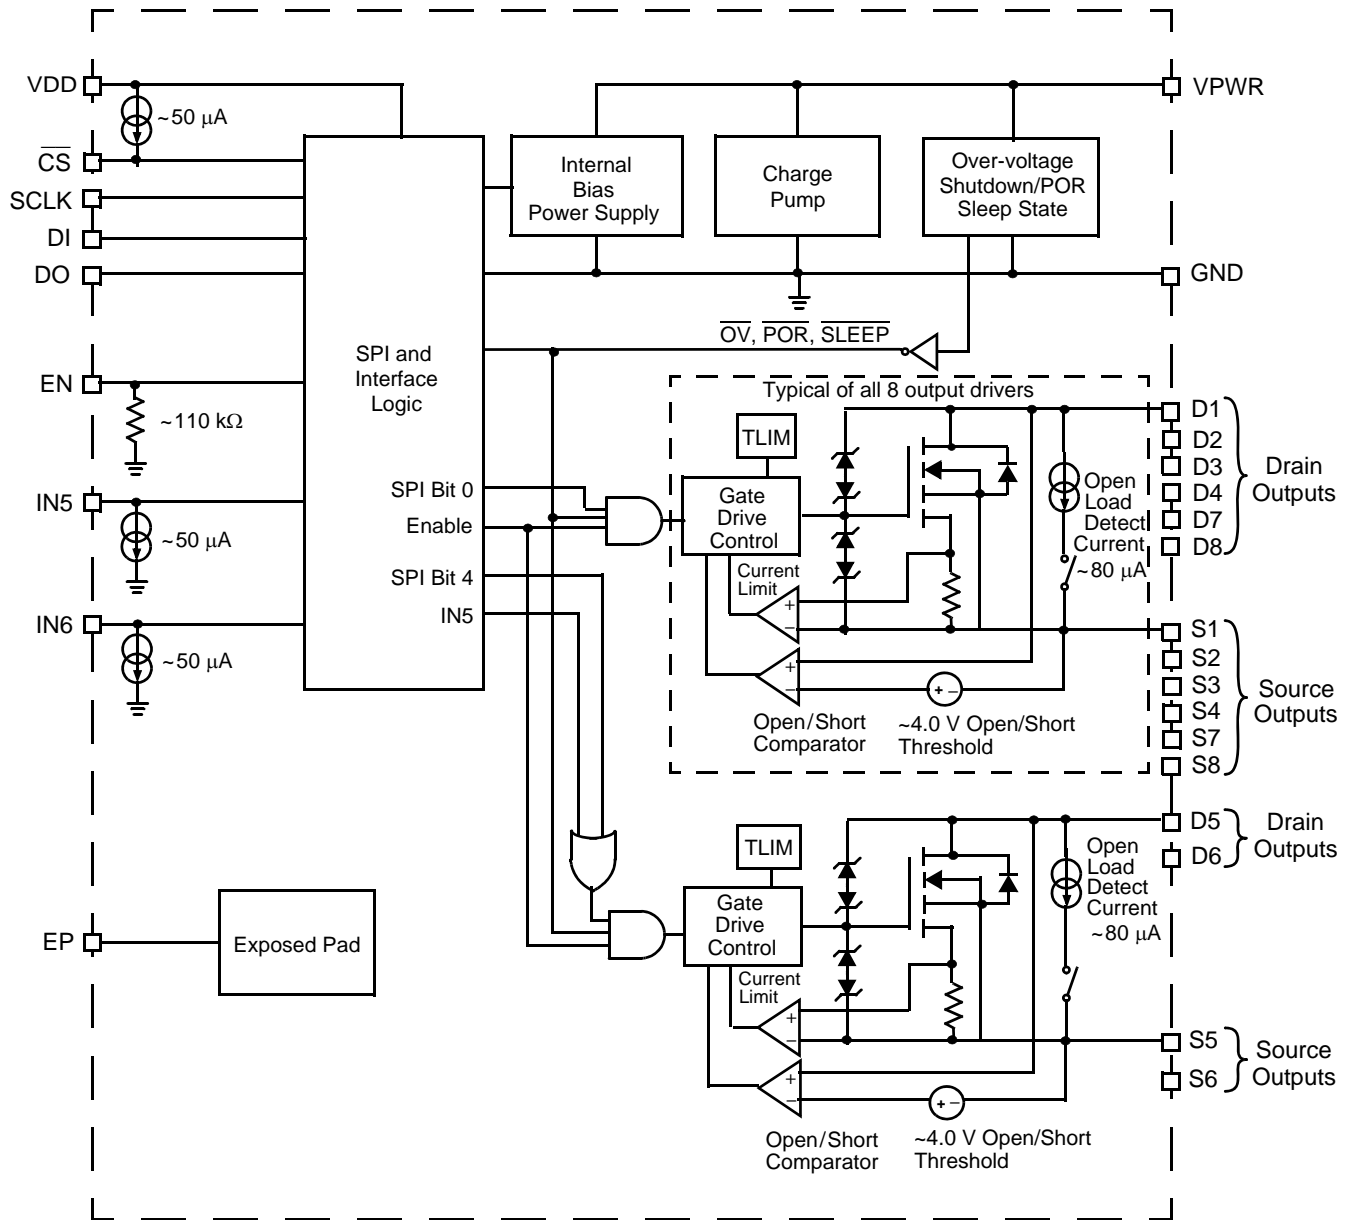 VDD
~50 μA
CS
SCLK
DI
DO
EN
~110 kΩ
IN5
~50 μA
IN6
~50 μA
EP
Exposed Pad
SPI and
Interface
Logic
SPI Bit 0
Enable
SPI Bit 4
IN5
Internal
Bias
Power Supply
Charge
Pump
Over-voltage
Shutdown/POR
Sleep State
VPWR
GND
OV, POR, SLEEP
Typical of all 8 output drivers
TLIM
Gate
Drive
Control
Current
Limit
+
–
+
–
+ –
Open
Load
Detect
Current
~80 μA
Open/Short
Comparator
~4.0 V Open/Short
Threshold
D1
D2
D3
D4
D7
D8
Drain
Outputs
S1
S2
S3
S4
S7
S8
Source
Outputs
TLIM
Gate
Drive
Control
Current
Limit
+
–
+
–
+ –
Open
Load
Detect
Current
~80 μA
Open/Short
Comparator
~4.0 V Open/Short
Threshold
D5
D6
Drain
Outputs
S5
S6
Source
Outputs